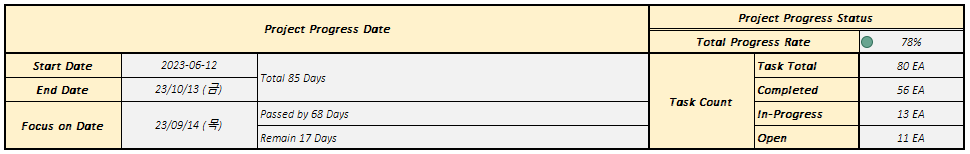 Project Progress Date
Project Progress Status
Total Progress Rate 78%
Start Date 2023-06-12
Total 85 Days
End Date 23/10/13 (금)
Focus on Date 23/09/14 (목)
Passed by 68 Days
Remain 17 Days
Task Count
Task Total 80 EA
Completed 56 EA
In-Progress 13 EA
Open 11 EA